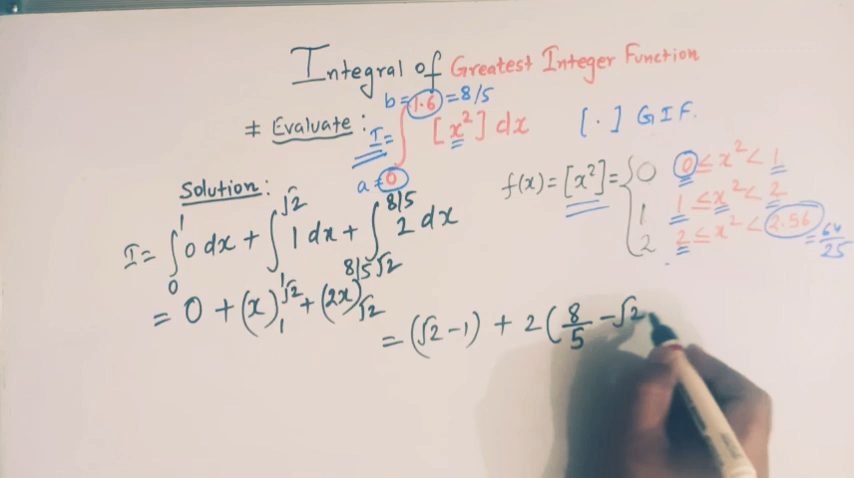 Integral of Greatest Integer Function
b = 1.6 = 8/5
# Evaluate: I = ∫ [x²] dx [.] G I F.
a = 0
Solution:
f(x) = [x²] = { 0 0 ≤ x² < 1
1 1 ≤ x² < 2
2 2 ≤ x² < 2.56 = 64/25
I = ∫₀¹ 0 dx + ∫₁^√2 1 dx + ∫_√2^8/5 2 dx
= 0 + (x)₁^√2 + (2x)_√2^8/5
= (√2 - 1) + 2 (8/5 - √2